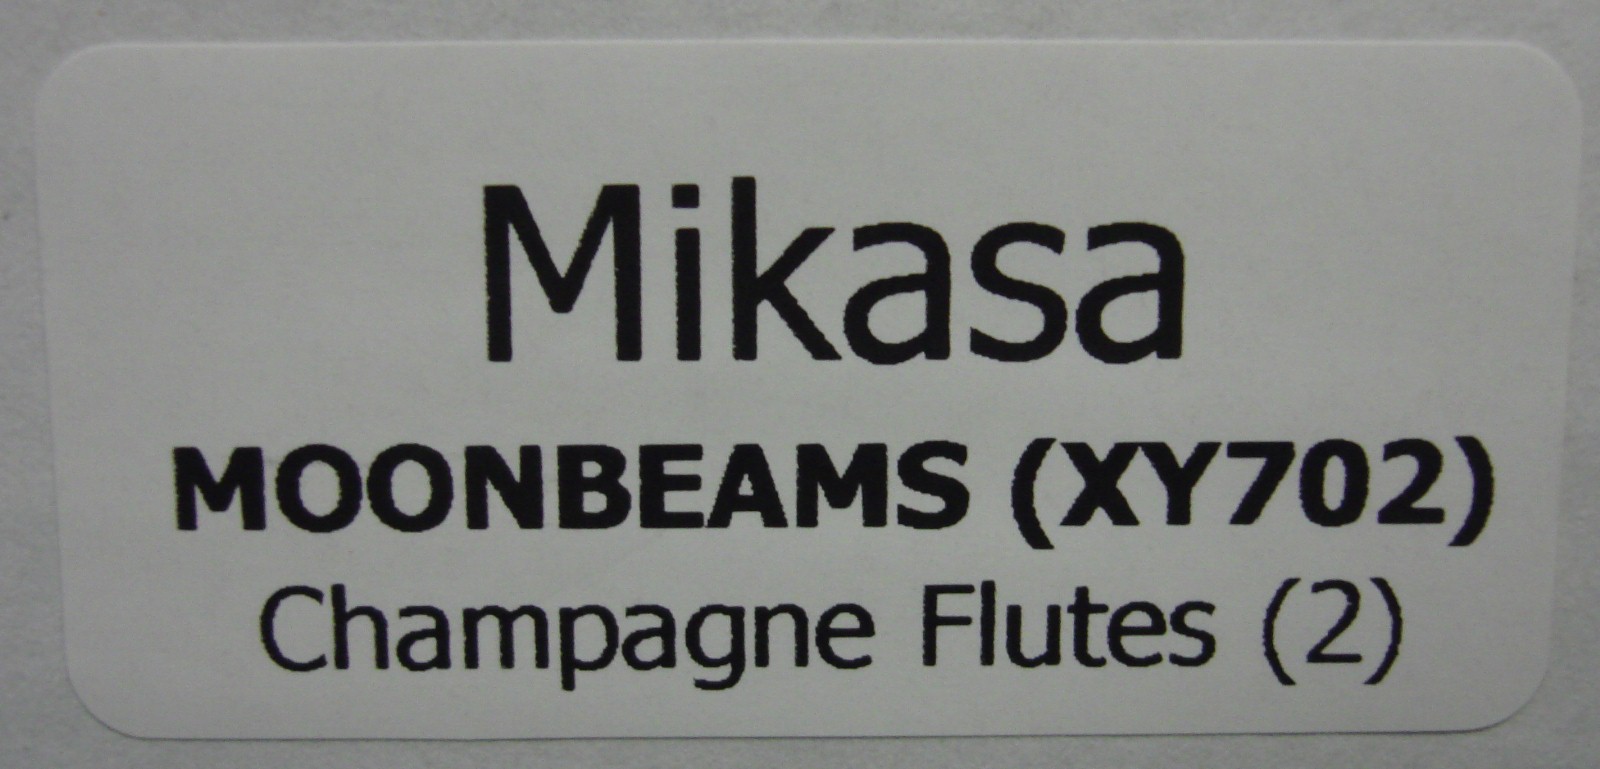 Mikasa
MOONBEAMS (XY702)
Champagne Flutes (2)